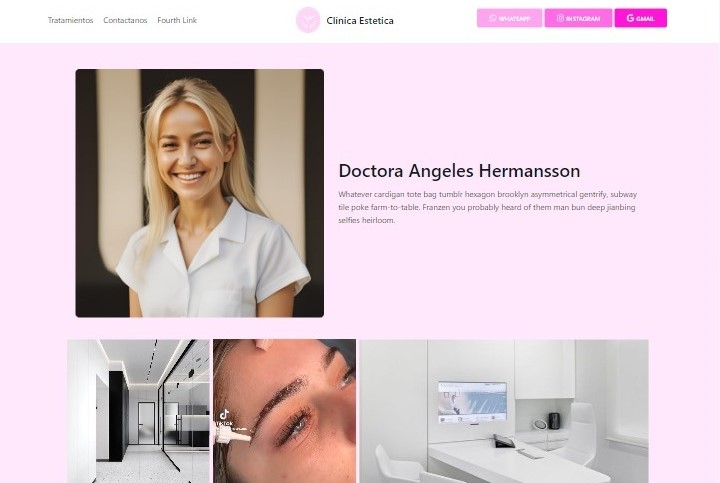 Tratamientos Contactanos Fourth Link
Clinica Estetica
WHATSAPP
INSTAGRAM
GMAIL
Doctora Angeles Hermansson
Whatever cardigan tote bag tumblr hexagon brooklyn asymmetrical gentrify, subway
tile poke farm-to-table. Franzen you probably heard of them man bun deep jianbing
selfies heirloom.